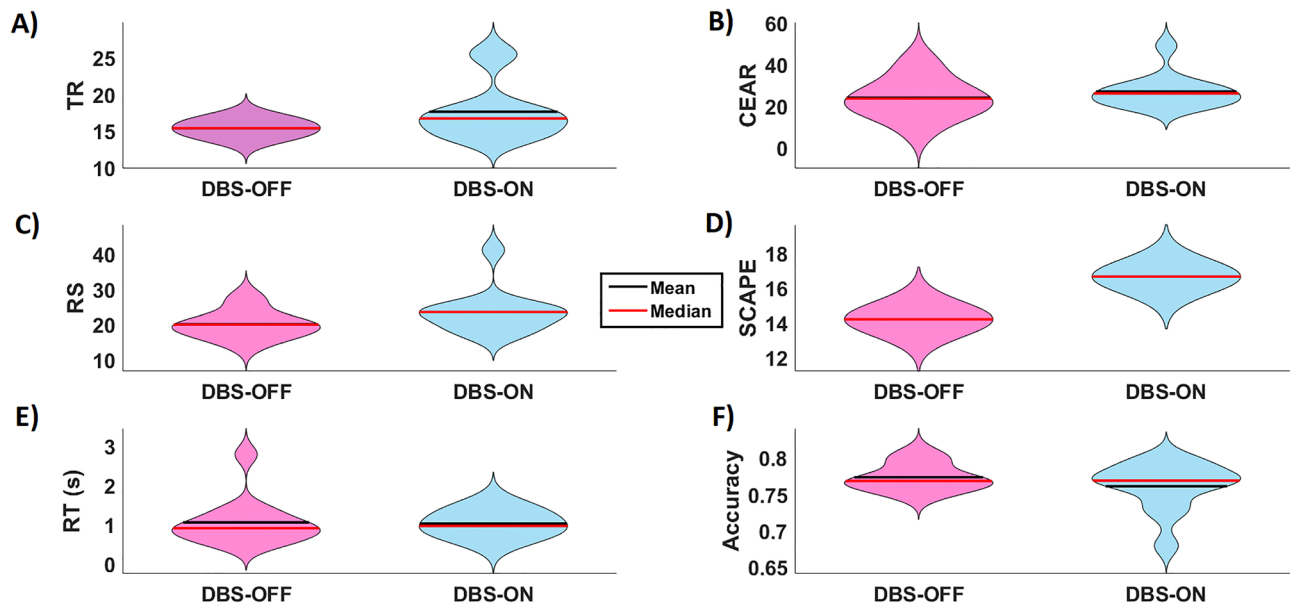 A)
TR
25
20
15
10
DBS-OFF DBS-ON
B)
CEAR
60
40
20
0
DBS-OFF DBS-ON
C)
RS
40
30
20
10
DBS-OFF DBS-ON
Mean
Median
D)
SCAPE
18
16
14
12
DBS-OFF DBS-ON
E)
RT (s)
3
2
1
0
DBS-OFF DBS-ON
F)
Accuracy
0.8
0.75
0.7
0.65
DBS-OFF DBS-ON